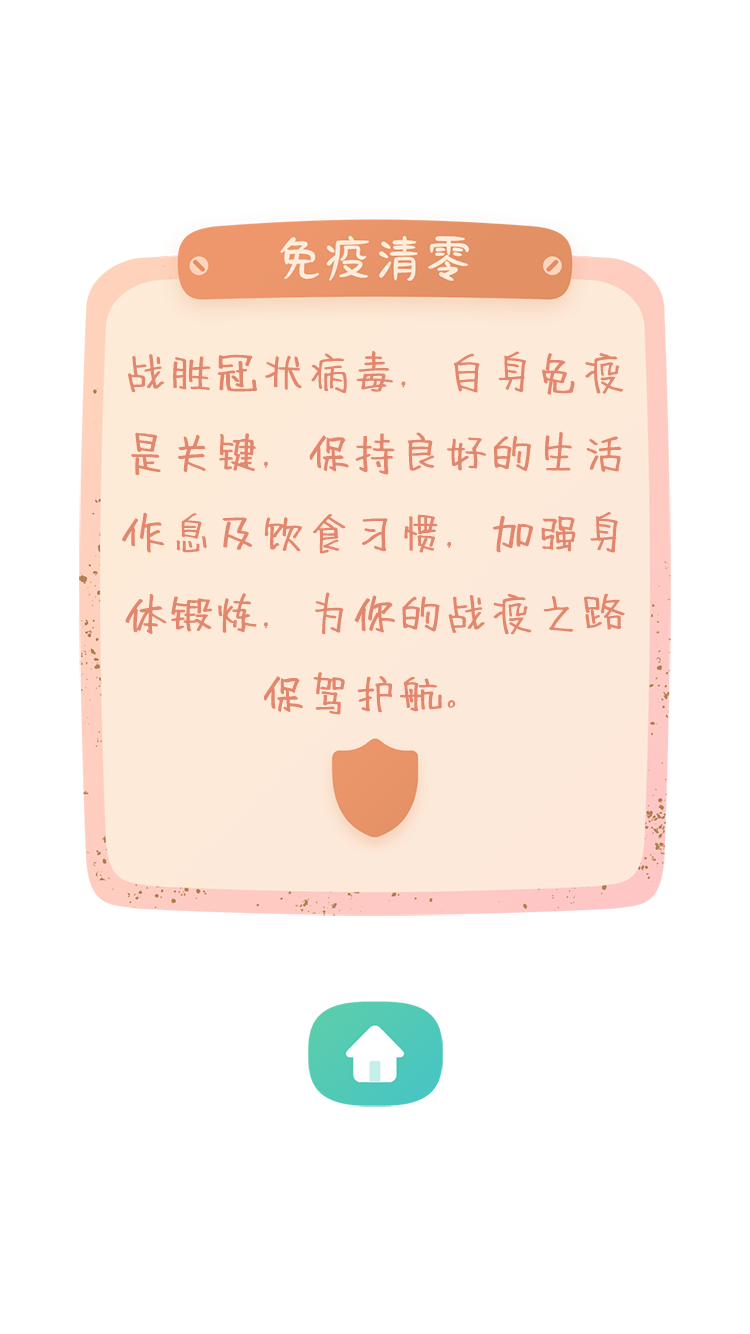 免疫清零
战胜冠状病毒，自身免疫
是关键，保持良好的生活
作息及饮食习惯，加强身
体锻炼，为你的战疫之路
保驾护航。